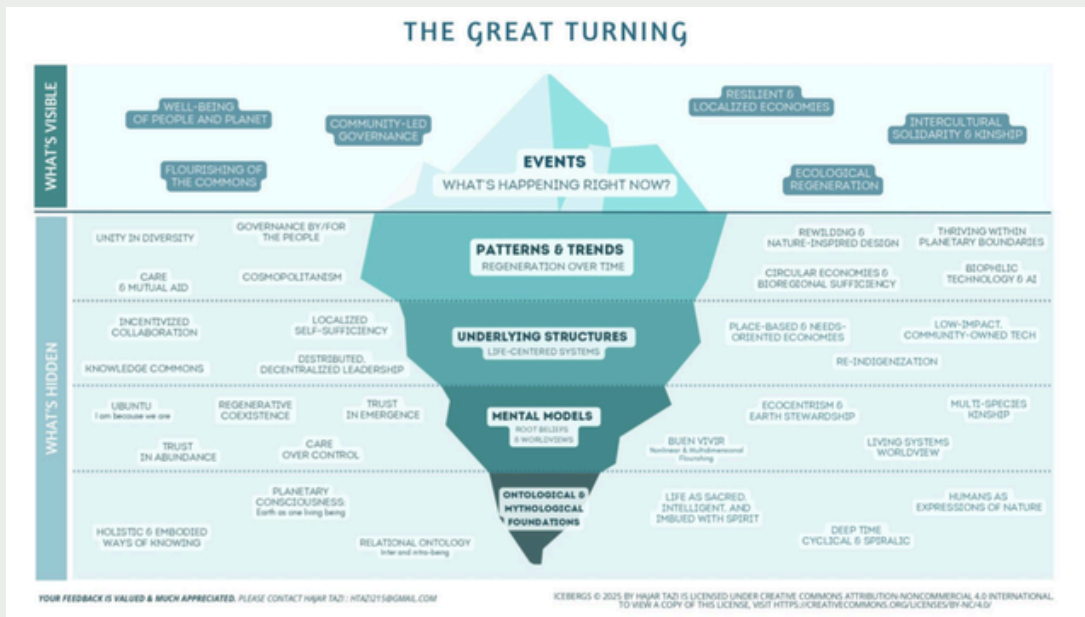 THE GREAT TURNING
WHAT'S VISIBLE
WELL-BEING
OF PEOPLE AND PLANET
COMMUNITY-LED
GOVERNANCE
FLOURISHING OF
THE COMMONS
RESILIENT &
LOCALIZED ECONOMIES
INTERCULTURAL
SOLIDARITY & KINSHIP
ECOLOGICAL
REGENERATION
EVENTS
WHAT'S HAPPENING RIGHT NOW?
WHAT'S HIDDEN
UNITY IN DIVERSITY
GOVERNANCE BY/FOR
THE PEOPLE
CARE
& MUTUAL AID
COSMOPOLITANISM
PATTERNS & TRENDS
REGENERATION OVER TIME
REWILDING &
NATURE-INSPIRED DESIGN
THRIVING WITHIN
PLANETARY BOUNDARIES
CIRCULAR ECONOMIES &
BIOREGIONAL SUFFICIENCY
BIOPHILIC
TECHNOLOGY & AI
INCENTIVIZED
COLLABORATION
LOCALIZED
SELF-SUFFICIENCY
KNOWLEDGE COMMONS
DISTRIBUTED,
DECENTRALIZED LEADERSHIP
UNDERLYING STRUCTURES
LIFE-CENTERED SYSTEMS
PLACE-BASED & NEEDS-
ORIENTED ECONOMIES
LOW-IMPACT,
COMMUNITY-OWNED TECH
RE-INDIGENIZATION
UBUNTU
I am because we are
REGENERATIVE
COEXISTENCE
TRUST
IN EMERGENCE
TRUST
IN ABUNDANCE
CARE
OVER CONTROL
MENTAL MODELS
ROOT BELIEFS
& WORLDVIEWS
ECOCENTRISM &
EARTH STEWARDSHIP
MULTI-SPECIES
KINSHIP
BUEN VIVIR
Nonlinear & Multidimensional
Flourishing
LIVING SYSTEMS
WORLDVIEW
PLANETARY
CONSCIOUSNESS:
Earth as one living being
HOLISTIC & EMBODIED
WAYS OF KNOWING
RELATIONAL ONTOLOGY
Inter and intra-being
ONTOLOGICAL &
MYTHOLOGICAL
FOUNDATIONS
LIFE AS SACRED,
INTELLIGENT, AND
IMBUED WITH SPIRIT
HUMANS AS
EXPRESSIONS OF NATURE
DEEP TIME
CYCLICAL & SPIRALIC
YOUR FEEDBACK IS VALUED & MUCH APPRECIATED. PLEASE CONTACT HAJAR TAZI : HTAZI215@GMAIL.COM
ICEBERGS © 2025 BY HAJAR TAZI IS LICENSED UNDER CREATIVE COMMONS ATTRIBUTION-NONCOMMERCIAL 4.0 INTERNATIONAL.
TO VIEW A COPY OF THIS LICENSE, VISIT HTTPS://CREATIVECOMMONS.ORG/LICENSES/BY-NC/4.0/